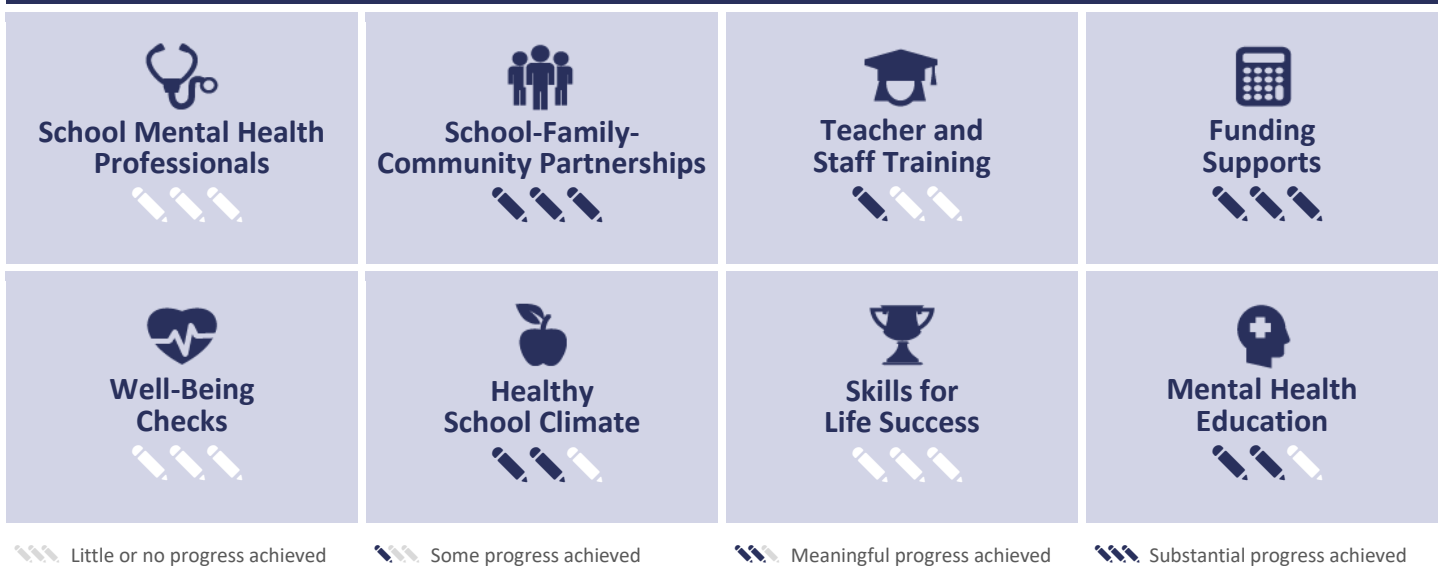 School Mental Health
Professionals
School-Family-
Community Partnerships
Teacher and
Staff Training
Funding
Supports
Well-Being
Checks
Healthy
School Climate
Skills for
Life Success
Mental Health
Education
Little or no progress achieved
Some progress achieved
Meaningful progress achieved
Substantial progress achieved